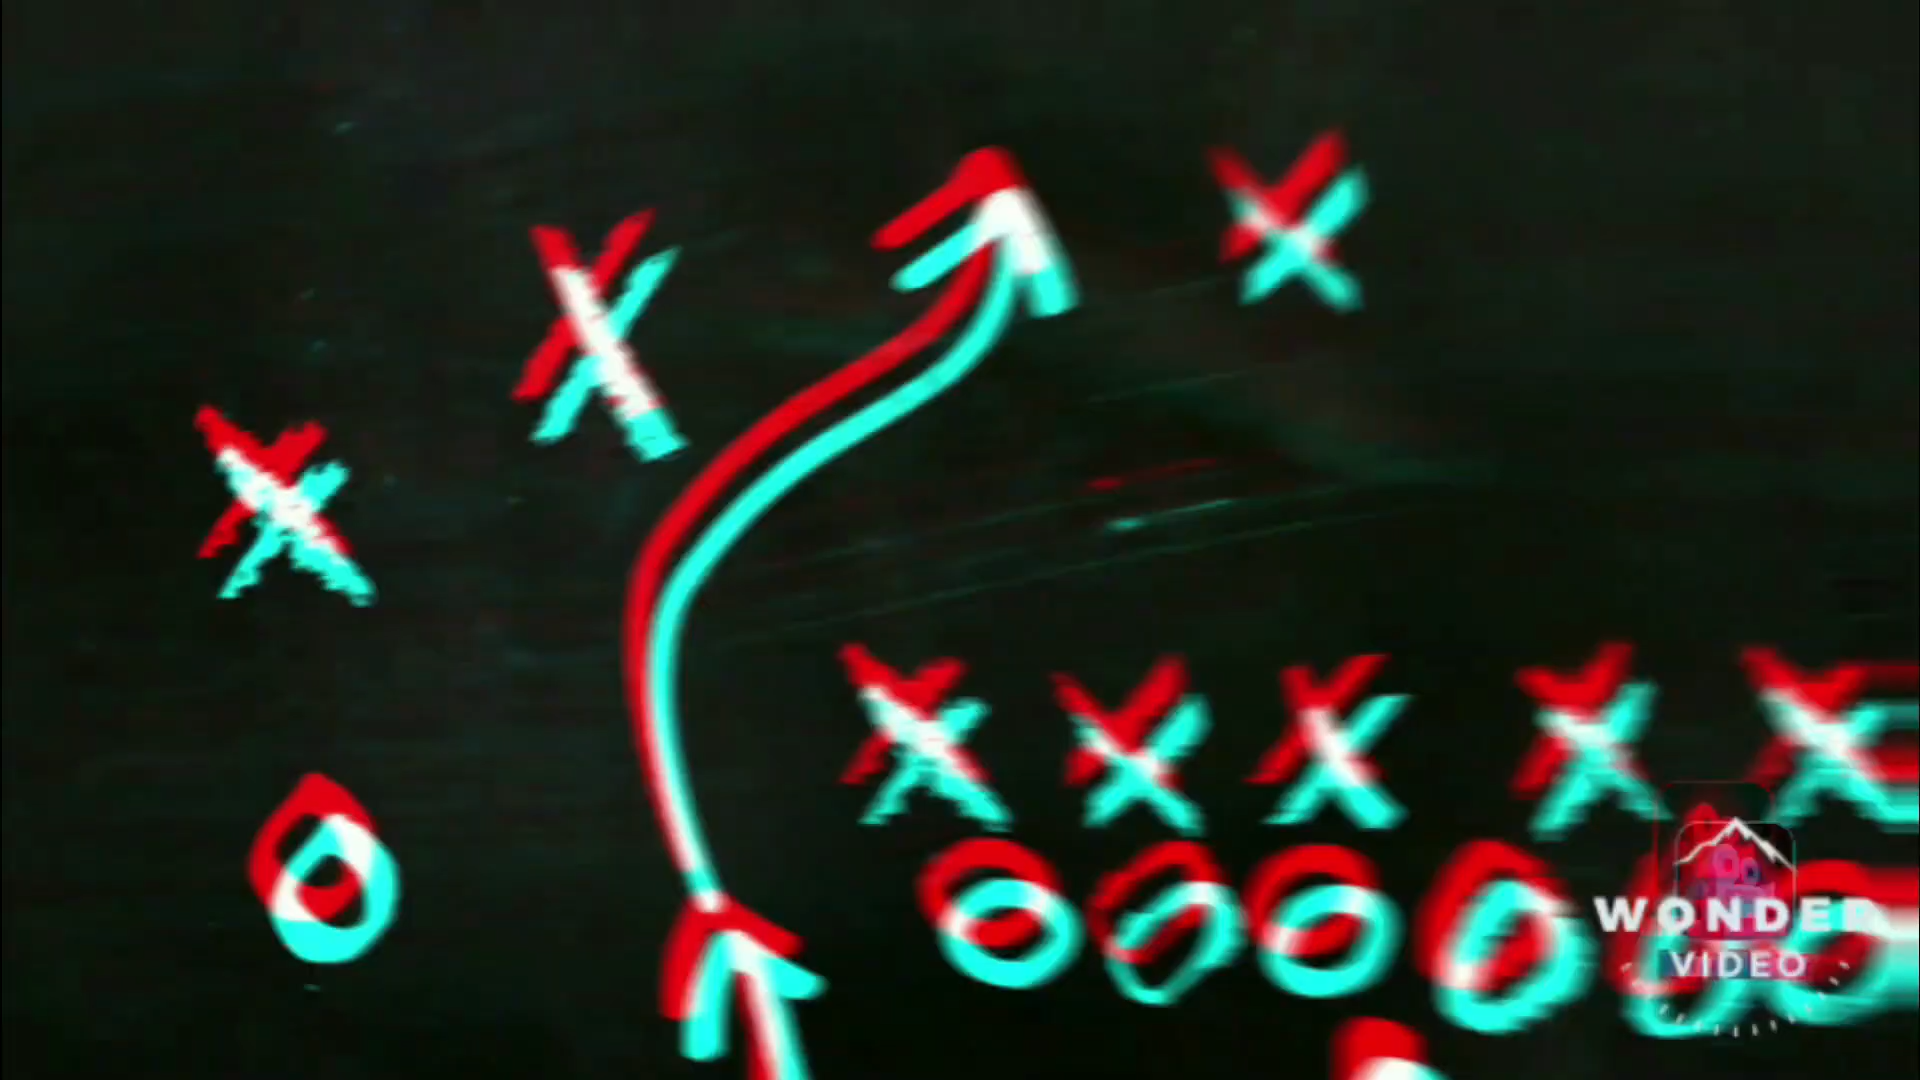 X
X
X
X X X X X
O
O O O O O O
WONDER
VIDEO